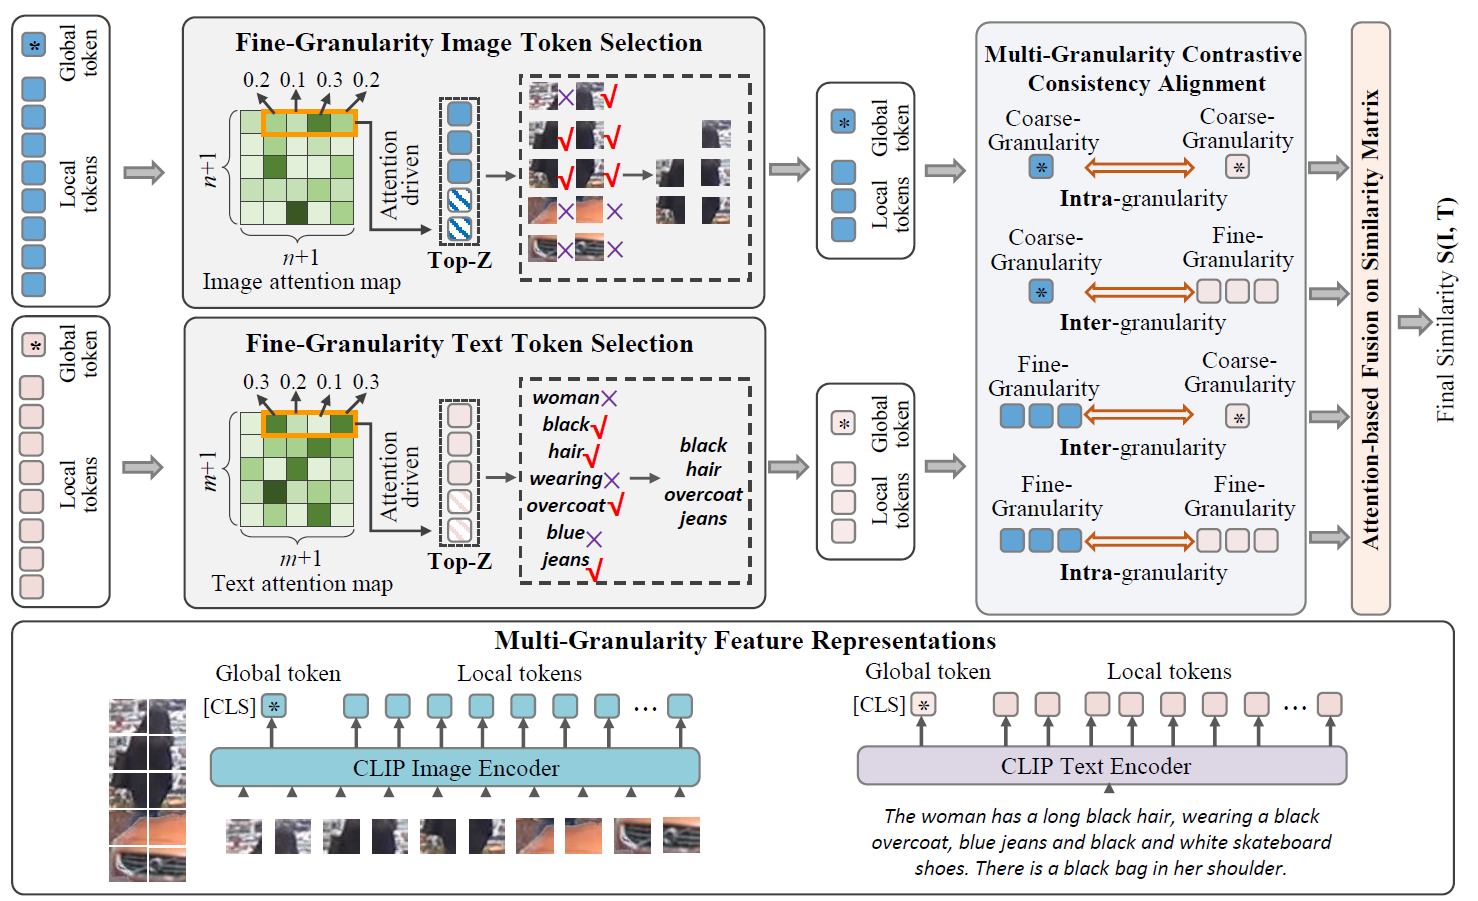 *
Global
token
Local
tokens
Fine-Granularity Image Token Selection
0.2 0.1 0.3 0.2
n+1
n+1
Image attention map
Attention
driven
Top-Z
*
Global
token
Local
tokens
*
Global
token
Local
tokens
Fine-Granularity Text Token Selection
0.3 0.2 0.1 0.3
m+1
m+1
Text attention map
Attention
driven
Top-Z
woman
black
hair
wearing
overcoat
blue
jeans
black
hair
overcoat
jeans
*
Global
token
Local
tokens
Multi-Granularity Contrastive
Consistency Alignment
Coarse-
Granularity
*
Coarse-
Granularity
*
Intra-granularity
Coarse-
Granularity
*
Fine-
Granularity
Inter-granularity
Fine-
Granularity
Coarse-
Granularity
*
Inter-granularity
Fine-
Granularity
Fine-
Granularity
Intra-granularity
Attention-based Fusion on Similarity Matrix
Final Similarity S(I, T)
Multi-Granularity Feature Representations
Global token Local tokens
[CLS] * ...
CLIP Image Encoder
Global token Local tokens
[CLS] * ...
CLIP Text Encoder
The woman has a long black hair, wearing a black
overcoat, blue jeans and black and white skateboard
shoes. There is a black bag in her shoulder.